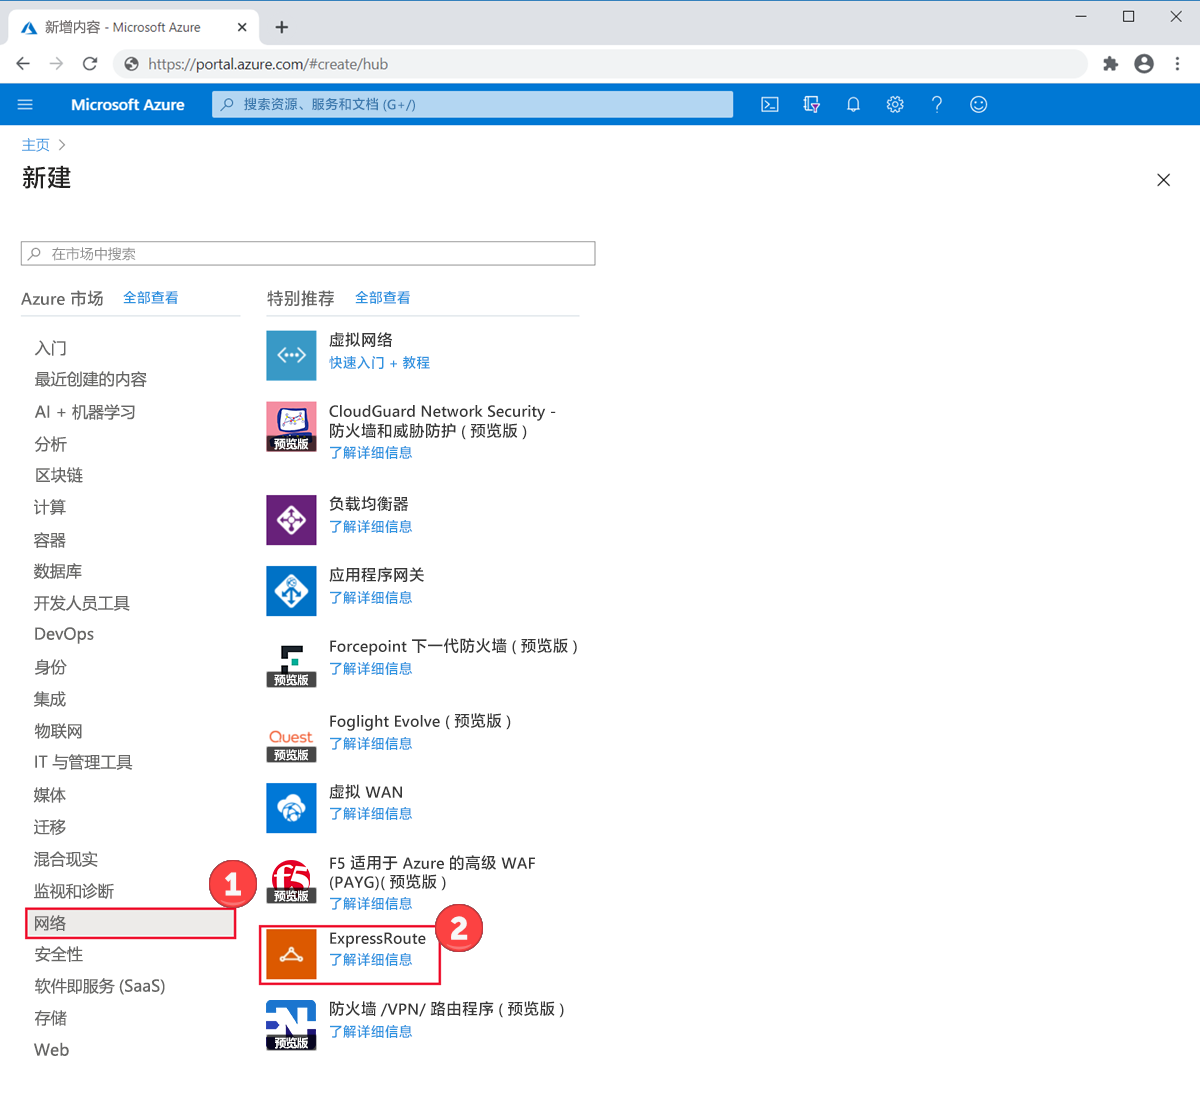 新增内容 - Microsoft Azure
https://portal.azure.com/#create/hub
Microsoft Azure
搜索资源、服务和文档 (G+/)
主页
新建
在市场中搜索
Azure 市场 全部查看
入门
最近创建的内容
AI + 机器学习
分析
区块链
计算
容器
数据库
开发人员工具
DevOps
身份
集成
物联网
IT 与管理工具
媒体
迁移
混合现实
监视和诊断
1
网络
安全性
软件即服务 (SaaS)
存储
Web
特别推荐 全部查看
虚拟网络
快速入门 + 教程
CloudGuard Network Security -
防火墙和威胁防护 ( 预览版 )
预览版
了解详细信息
负载均衡器
了解详细信息
应用程序网关
了解详细信息
Forcepoint 下一代防火墙 ( 预览版 )
了解详细信息
预览版
Foglight Evolve ( 预览版 )
Quest
了解详细信息
预览版
虚拟 WAN
了解详细信息
F5 适用于 Azure 的高级 WAF
(PAYG)( 预览版 )
f5
预览版
了解详细信息
2
ExpressRoute
了解详细信息
防火墙 /VPN/ 路由程序 ( 预览版 )
了解详细信息
预览版